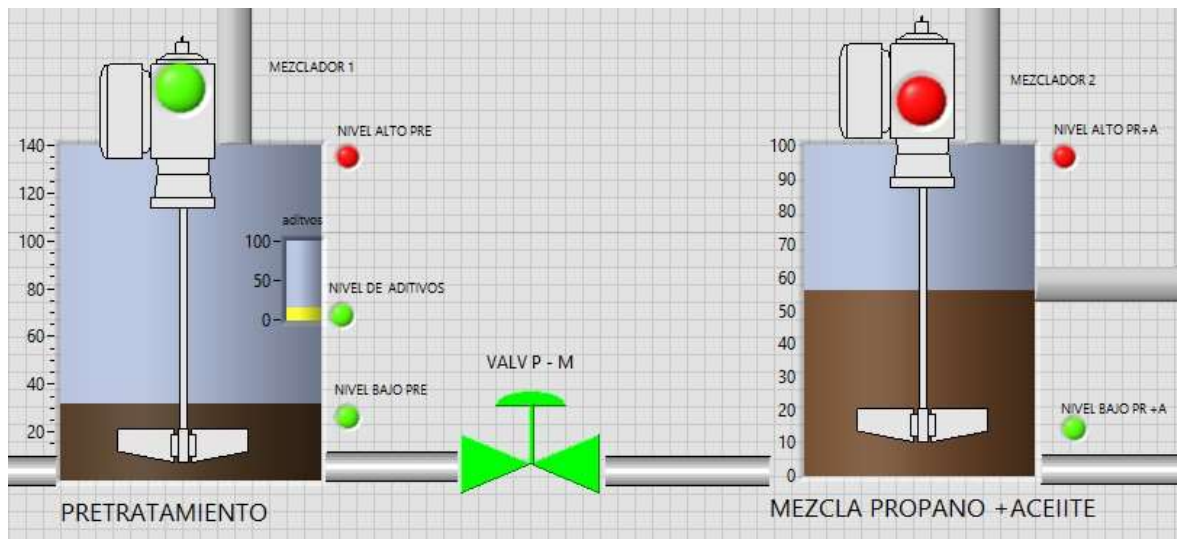 MEZCLADOR 1
NIVEL ALTO PRE
140
120
100
80
60
40
20
aditvos
100
50
0
NIVEL DE ADITIVOS
NIVEL BAJO PRE
PRETRATAMIENTO
VALV P - M
MEZCLADOR 2
NIVEL ALTO PR+A
100
90
80
70
60
50
40
30
20
10
0
NIVEL BAJO PR +A
MEZCLA PROPANO +ACEIITE